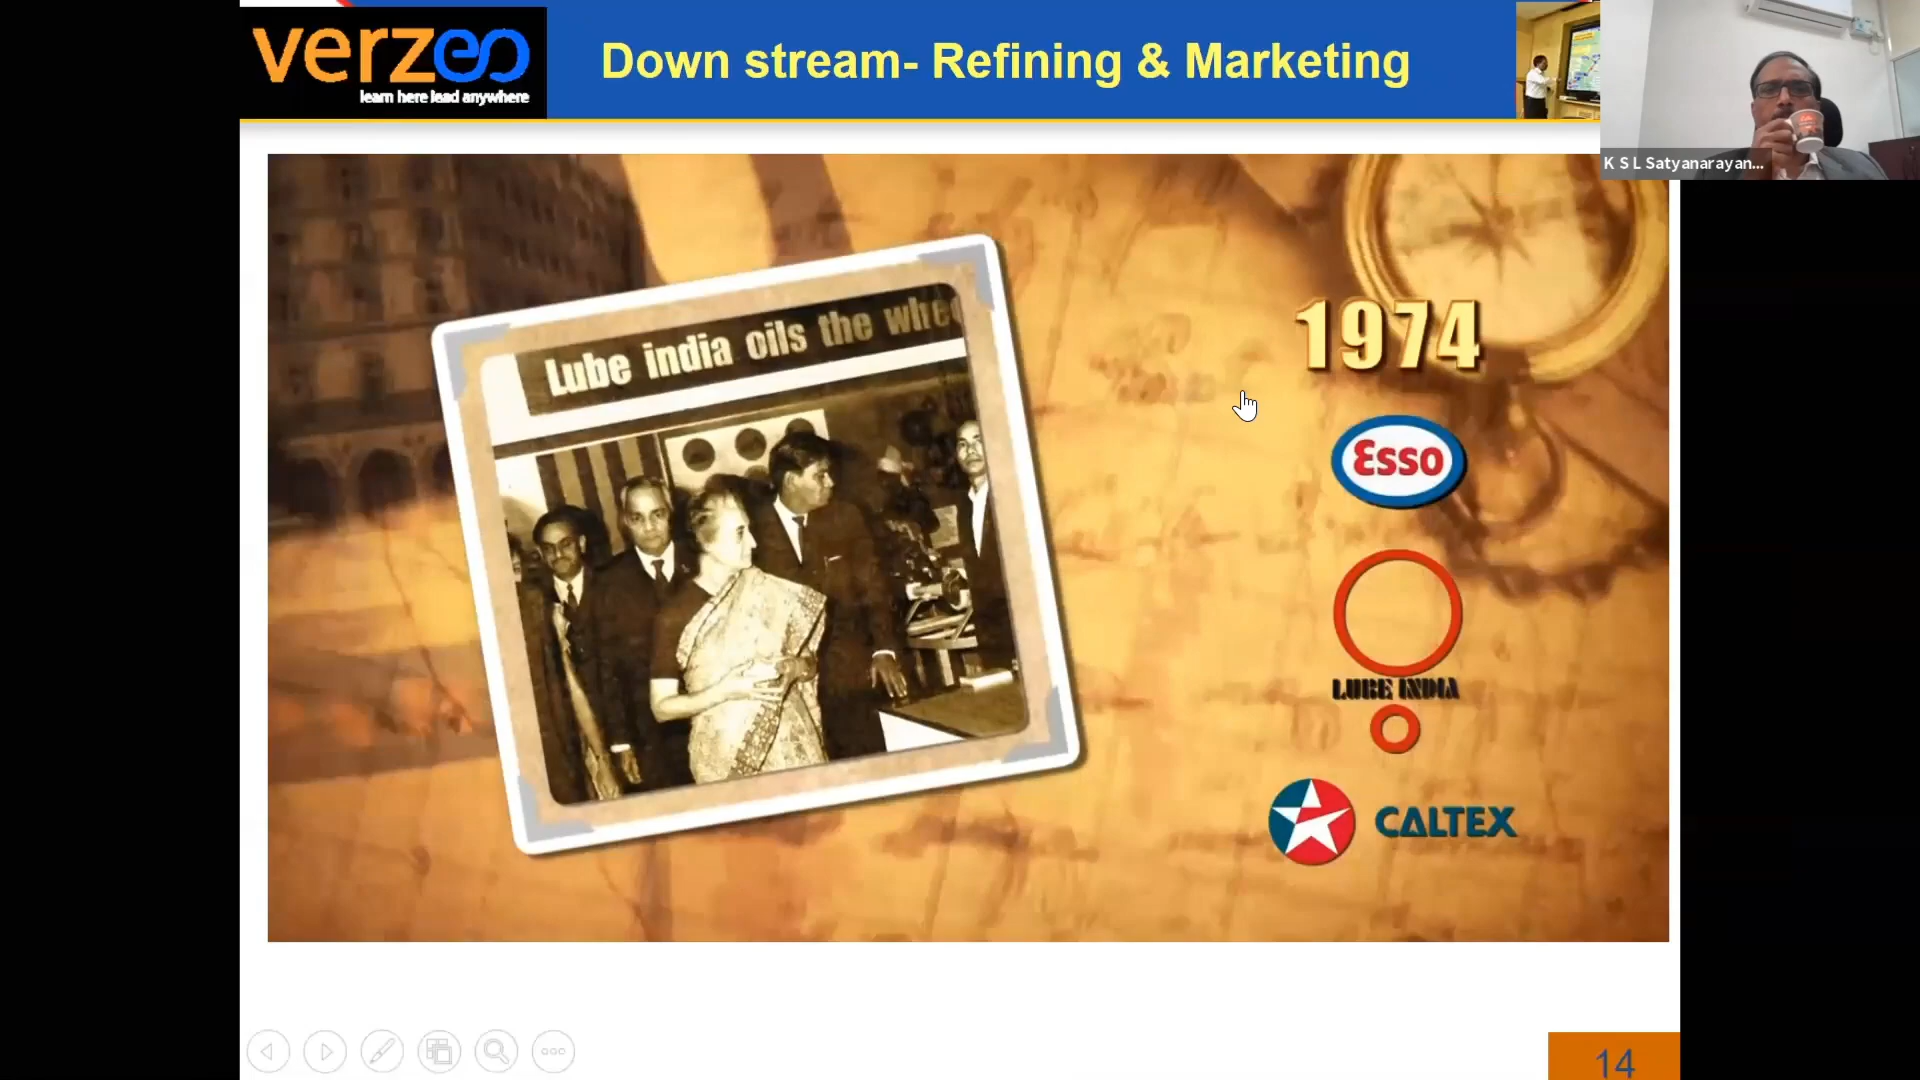 verzeo
learn here lead anywhere
Down stream- Refining & Marketing
K S L Satyanarayan...
Lube india oils the
1974
Esso
LUBE INDIA
CALTEX
14